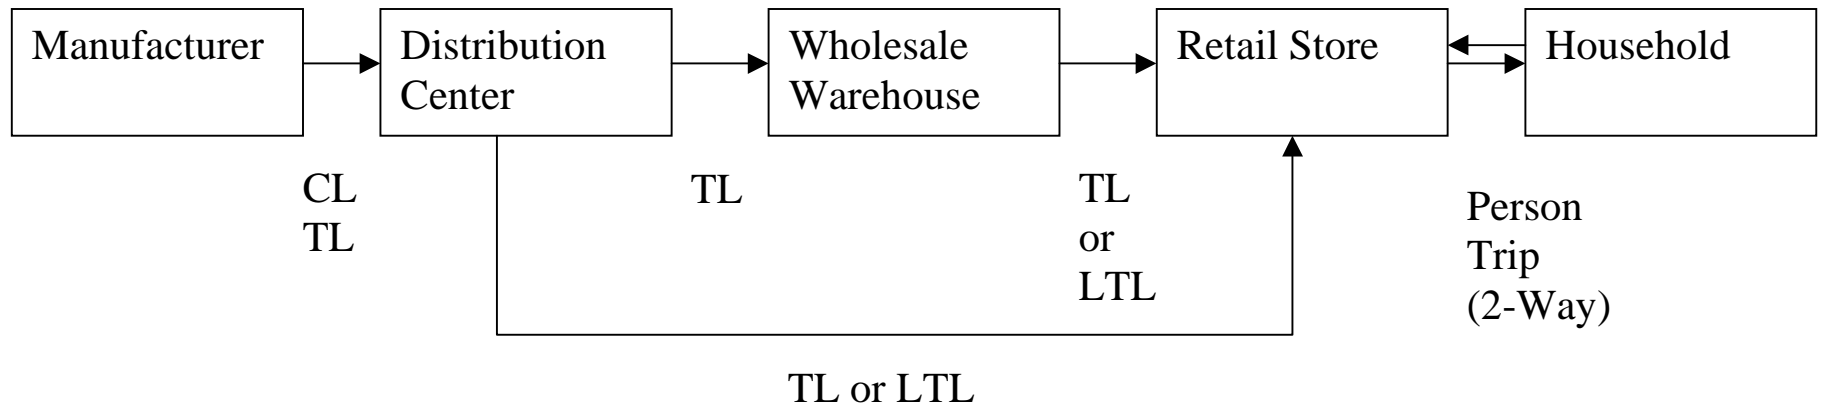 Manufacturer
Distribution
Center
Wholesale
Warehouse
Retail Store
Household
CL
TL
TL
TL
or
LTL
Person
Trip
(2-Way)
TL or LTL